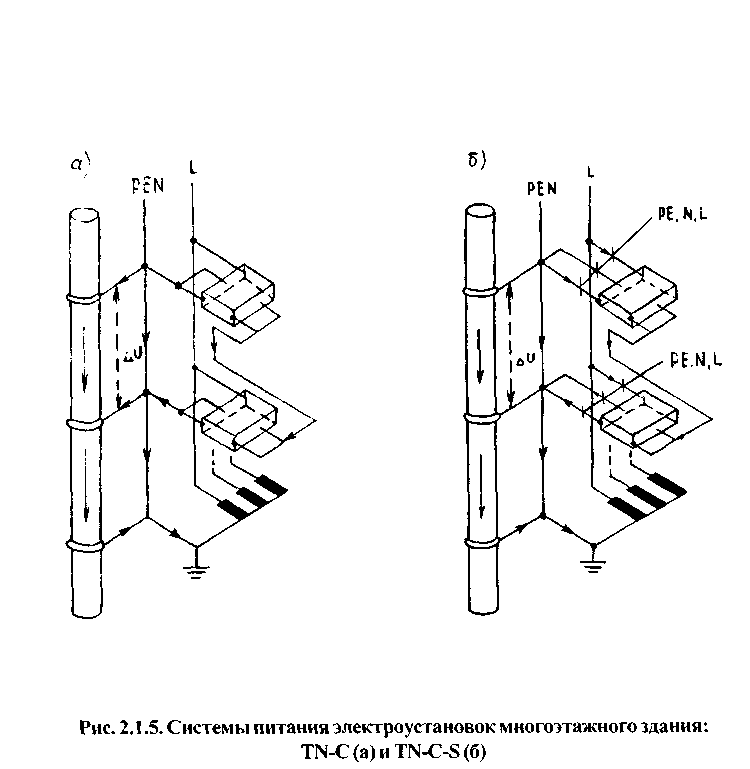 а)
L
PEN
ΔU
б)
L
PEN
PE, N, L
ΔU
PE, N, L
Рис. 2.1.5. Системы питания электроустановок многоэтажного здания:
TN-C (а) и TN-C-S (б)